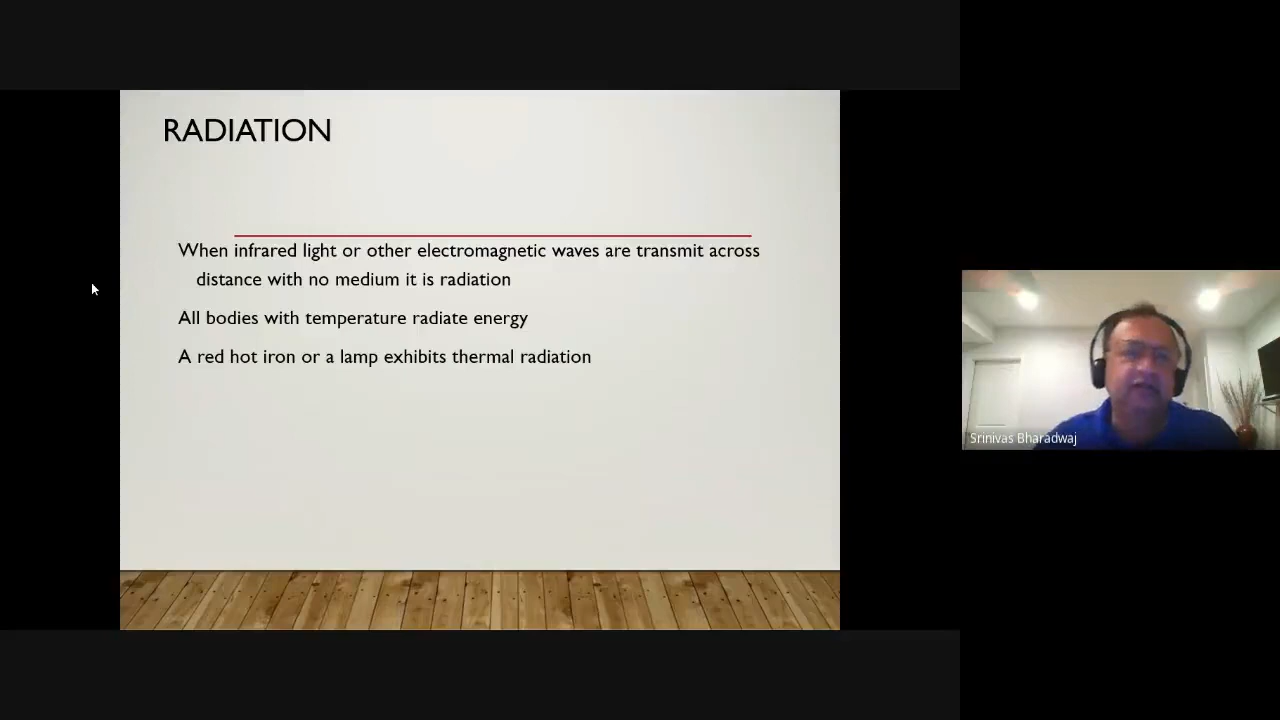 RADIATION
When infrared light or other electromagnetic waves are transmit across
distance with no medium it is radiation
All bodies with temperature radiate energy
A red hot iron or a lamp exhibits thermal radiation
Srinivas Bharadwaj